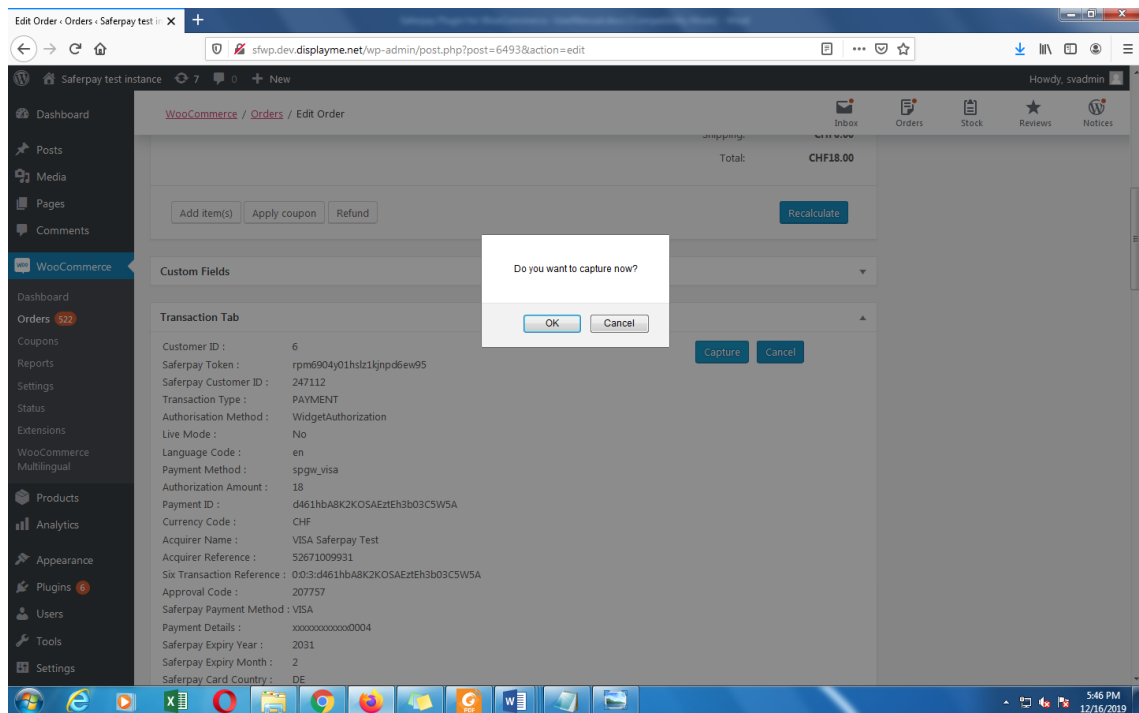 Edit Order ‹ Orders ‹ Saferpay test in
sfwp.dev.displayme.net/wp-admin/post.php?post=6493&action=edit
Saferpay test instance 7 0 + New Howdy, svadmin
WooCommerce / Orders / Edit Order
Inbox Orders Stock Reviews Notices
Dashboard
Posts
Media
Pages
Comments
WooCommerce
Dashboard
Orders 522
Coupons
Reports
Settings
Status
Extensions
WooCommerce
Multilingual
Products
Analytics
Appearance
Plugins 6
Users
Tools
Settings
Shipping: CHF0.00
Total: CHF18.00
Add item(s) Apply coupon Refund Recalculate
Custom Fields
Do you want to capture now?
OK Cancel
Transaction Tab
Capture Cancel
Customer ID : 6
Saferpay Token : rpm6904y01hslz1kjnpd6ew95
Saferpay Customer ID : 247112
Transaction Type : PAYMENT
Authorisation Method : WidgetAuthorization
Live Mode : No
Language Code : en
Payment Method : spgw_visa
Authorization Amount : 18
Payment ID : d461hbA8K2KOSAEztEh3b03C5W5A
Currency Code : CHF
Acquirer Name : VISA Saferpay Test
Acquirer Reference : 52671009931
Six Transaction Reference : 0:0:3:d461hbA8K2KOSAEztEh3b03C5W5A
Approval Code : 207757
Saferpay Payment Method : VISA
Payment Details : xxxxxxxxxxxx0004
Saferpay Expiry Year : 2031
Saferpay Expiry Month : 2
Saferpay Card Country : DE
5:46 PM
12/16/2019